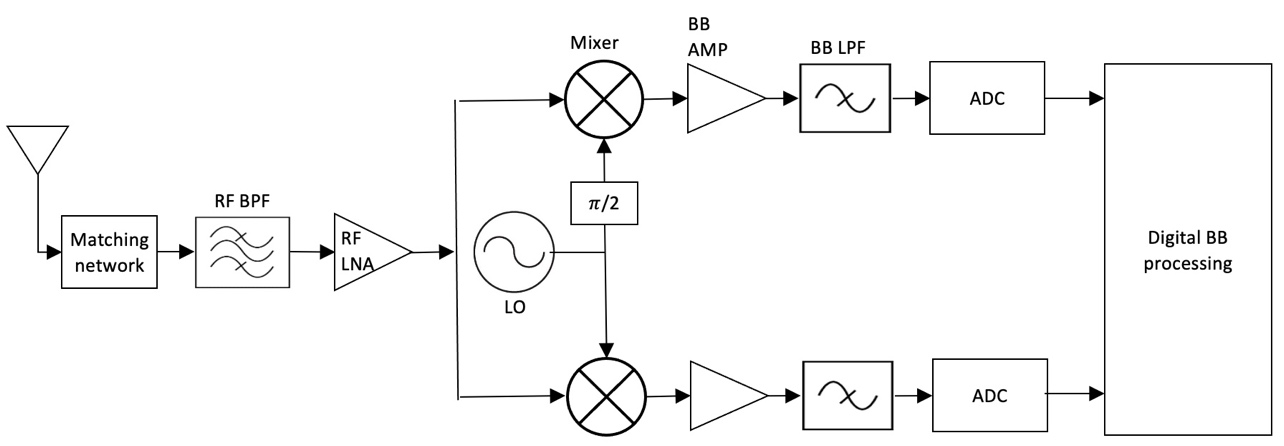 BB
AMP
Mixer
BB LPF
ADC
RF BPF
π/2
Matching
network
RF
LNA
LO
Digital BB
processing
ADC